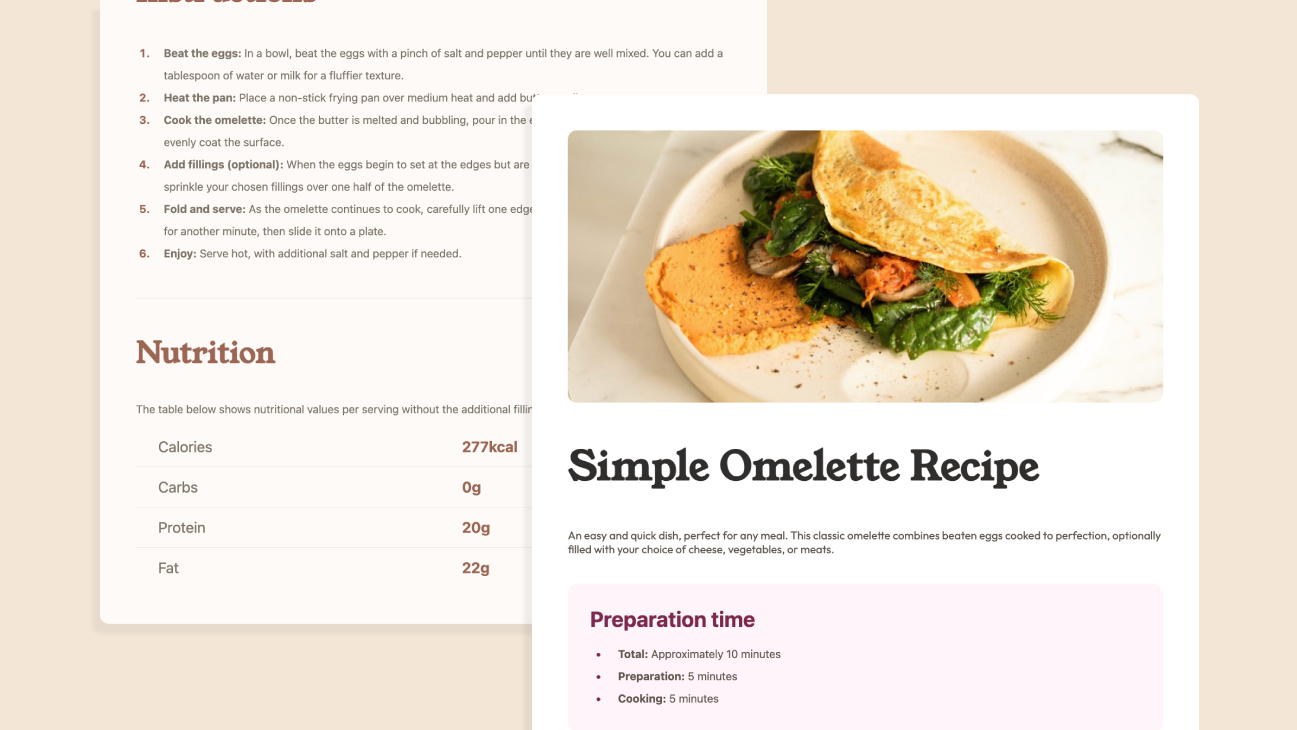 Instructions
1. Beat the eggs: In a bowl, beat the eggs with a pinch of salt and pepper until they are well mixed. You can add a
tablespoon of water or milk for a fluffier texture.
2. Heat the pan: Place a non-stick frying pan over medium heat and add
3. Cook the omelette: Once the butter is melted and bubbling, pour in the
evenly coat the surface.
4. Add fillings (optional): When the eggs begin to set at the edges but are
sprinkle your chosen fillings over one half of the omelette.
5. Fold and serve: As the omelette continues to cook, carefully lift one edge
for another minute, then slide it onto a plate.
6. Enjoy: Serve hot, with additional salt and pepper if needed.
Nutrition
The table below shows nutritional values per serving without the additional
Calories 277kcal
Carbs 0g
Protein 20g
Fat 22g
Simple Omelette Recipe
An easy and quick dish, perfect for any meal. This classic omelette combines beaten eggs cooked to perfection, optionally
filled with your choice of cheese, vegetables, or meats.
Preparation time
• Total: Approximately 10 minutes
• Preparation: 5 minutes
• Cooking: 5 minutes